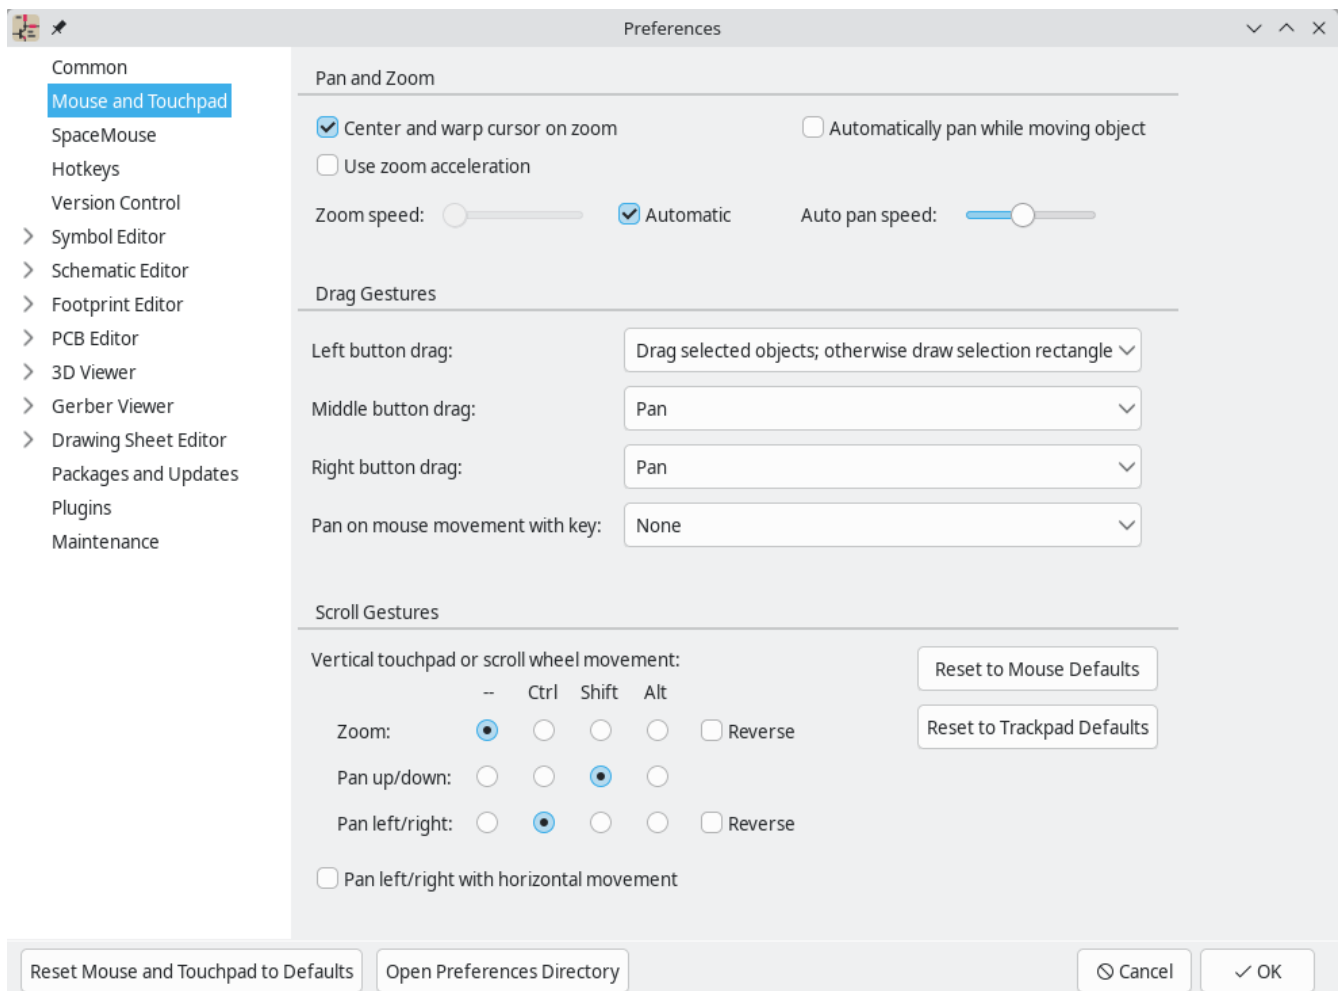 Preferences
Common
Mouse and Touchpad
SpaceMouse
Hotkeys
Version Control
Symbol Editor
Schematic Editor
Footprint Editor
PCB Editor
3D Viewer
Gerber Viewer
Drawing Sheet Editor
Packages and Updates
Plugins
Maintenance
Pan and Zoom
Center and warp cursor on zoom
Automatically pan while moving object
Use zoom acceleration
Zoom speed:
Automatic
Auto pan speed:
Drag Gestures
Left button drag:
Drag selected objects; otherwise draw selection rectangle
Middle button drag:
Pan
Right button drag:
Pan
Pan on mouse movement with key:
None
Scroll Gestures
Vertical touchpad or scroll wheel movement:
-- Ctrl Shift Alt
Zoom:
Reverse
Pan up/down:
Pan left/right:
Reverse
Pan left/right with horizontal movement
Reset to Mouse Defaults
Reset to Trackpad Defaults
Reset Mouse and Touchpad to Defaults
Open Preferences Directory
Cancel
OK